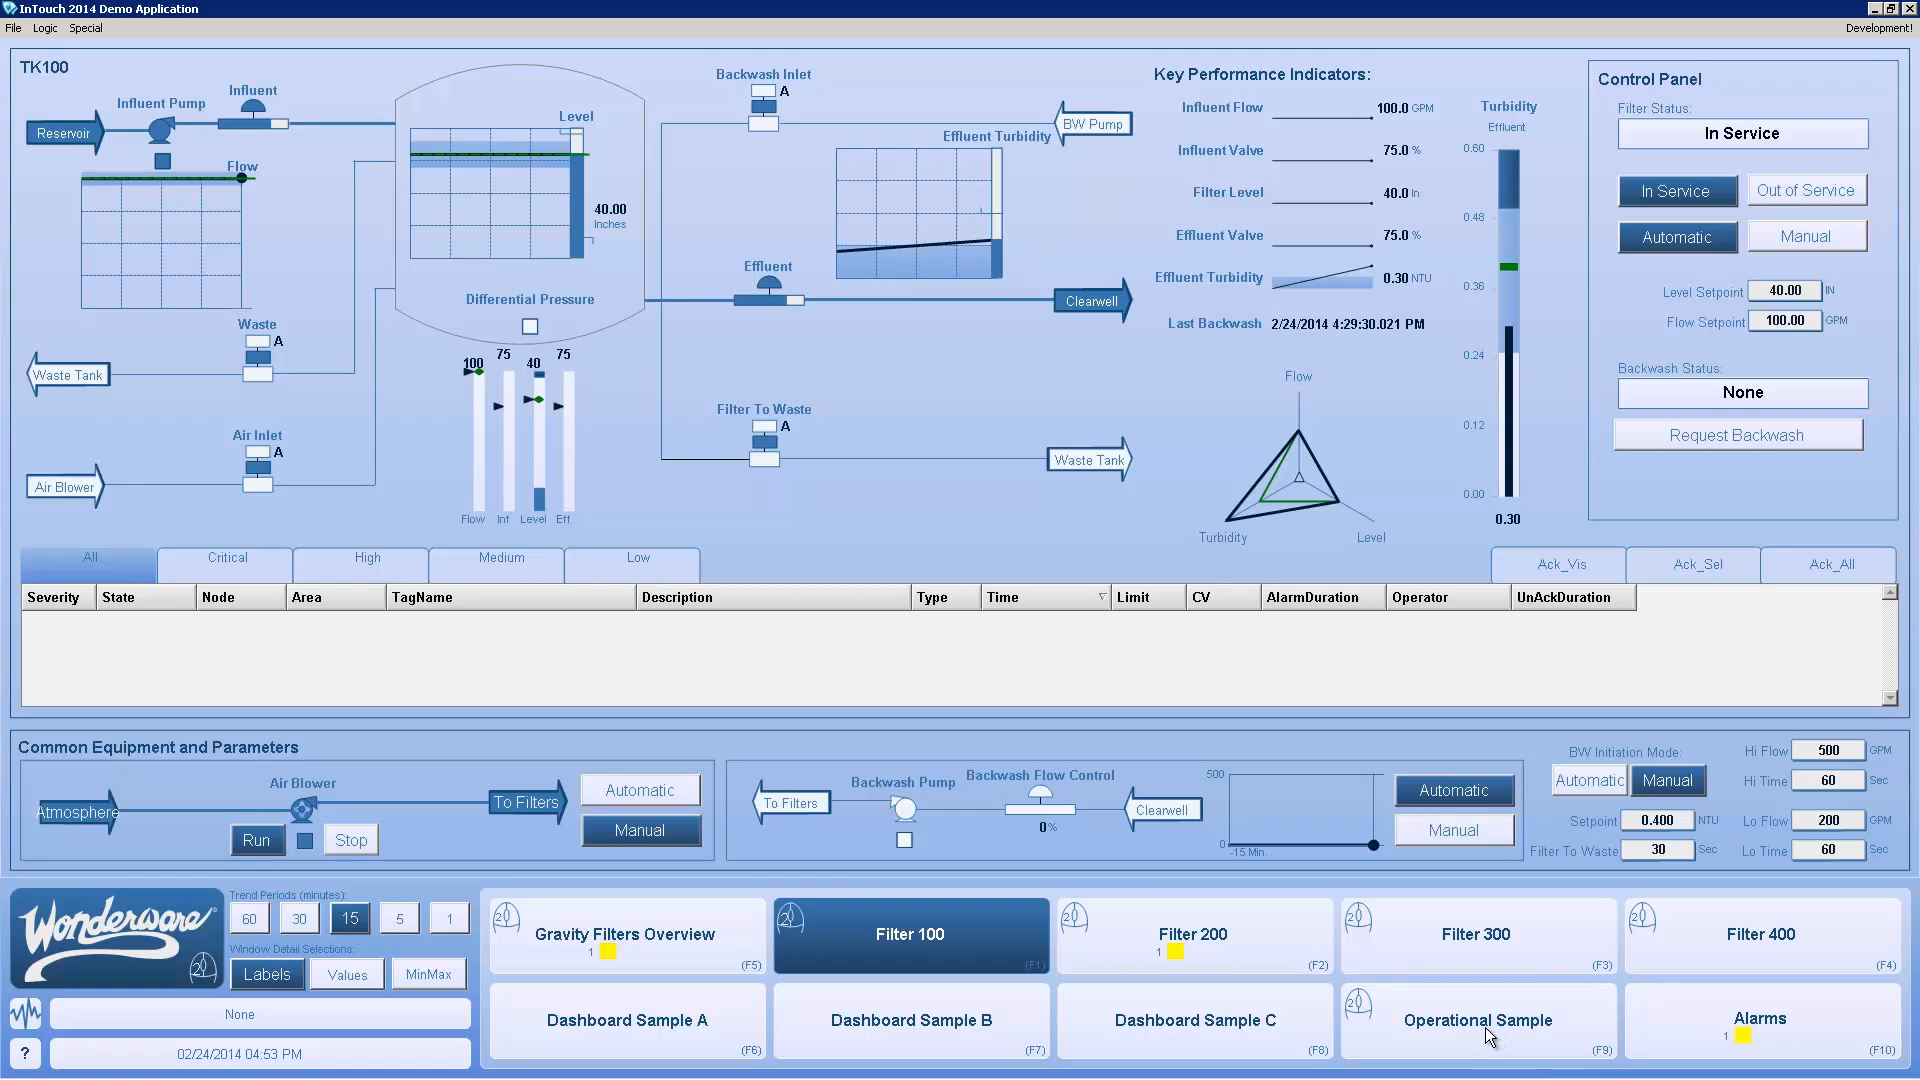 InTouch 2014 Demo Application
File Logic Special
Development!
TK100
Influent Pump
Influent
Reservoir
Flow
Level
40.00
Inches
Differential Pressure
Waste
A
Waste Tank
Air Inlet
A
Air Blower
100 75 40 75
Flow Inf Level Eff
Backwash Inlet
A
BW Pump
Effluent Turbidity
Effluent
Clearwell
Filter To Waste
A
Waste Tank
Key Performance Indicators:
Influent Flow 100.0 GPM
Influent Valve 75.0 %
Filter Level 40.0 In
Effluent Valve 75.0 %
Effluent Turbidity 0.30 NTU
Last Backwash 2/24/2014 4:29:30.021 PM
Flow
Turbidity
Level
Turbidity
Effluent
0.60
0.48
0.36
0.24
0.12
0.00
0.30
Control Panel
Filter Status:
In Service
In Service Out of Service
Automatic Manual
Level Setpoint 40.00 IN
Flow Setpoint 100.00 GPM
Backwash Status:
None
Request Backwash
All Critical High Medium Low
Ack_Vis Ack_Sel Ack_All
Severity State Node Area TagName Description Type Time Limit CV AlarmDuration Operator UnAckDuration
Common Equipment and Parameters
Air Blower
Atmosphere
To Filters
Run Stop
Automatic
Manual
To Filters
Backwash Pump
Backwash Flow Control
0%
Clearwell
500
0
-15 Min.
Automatic
Manual
BW Initiation Mode:
Automatic Manual
Setpoint 0.400 NTU
Filter To Waste 30 Sec
Hi Flow 500 GPM
Hi Time 60 Sec
Lo Flow 200 GPM
Lo Time 60 Sec
Wonderware
20
Trend Periods (minutes):
60 30 15 5 1
Window Detail Selections:
Labels Values MinMax
None
?
02/24/2014 04:53 PM
20
Gravity Filters Overview
1
(F5)
20
Filter 100
(F1)
20
Filter 200
1
(F2)
20
Filter 300
(F3)
20
Filter 400
(F4)
Dashboard Sample A
(F6)
Dashboard Sample B
(F7)
Dashboard Sample C
(F8)
20
Operational Sample
(F9)
Alarms
1
(F10)